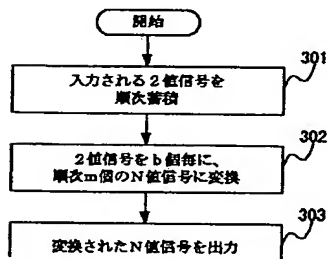 開始
301
入力される2値信号を
順次蓄積
302
2値信号をb個毎に、
順次m個のN値信号に変換
303
変換されたN値信号を出力